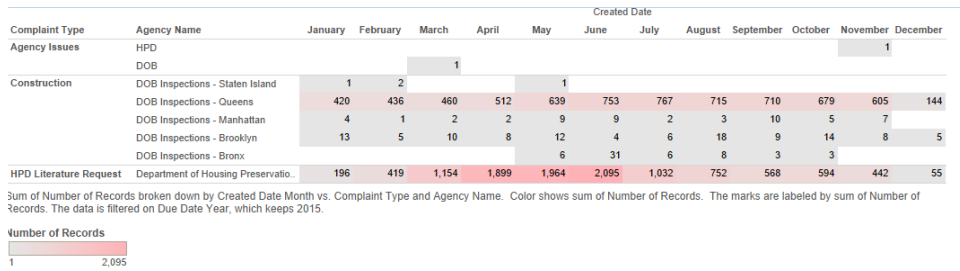 Created Date
Complaint Type Agency Name January February March April May June July August September October November December
Agency Issues HPD 1
DOB 1
Construction DOB Inspections - Staten Island 1 2 1
DOB Inspections - Queens 420 436 460 512 639 753 767 715 710 679 605 144
DOB Inspections - Manhattan 4 1 2 2 9 9 2 3 10 5 7
DOB Inspections - Brooklyn 13 5 10 8 12 4 6 18 9 14 8 5
DOB Inspections - Bronx 6 31 6 8 3 3
HPD Literature Request Department of Housing Preservatio.. 196 419 1,154 1,899 1,964 2,095 1,032 752 568 594 442 55
Sum of Number of Records broken down by Created Date Month vs. Complaint Type and Agency Name. Color shows sum of Number of Records. The marks are labeled by sum of Number of
Records. The data is filtered on Due Date Year, which keeps 2015.
Number of Records
1 2,095